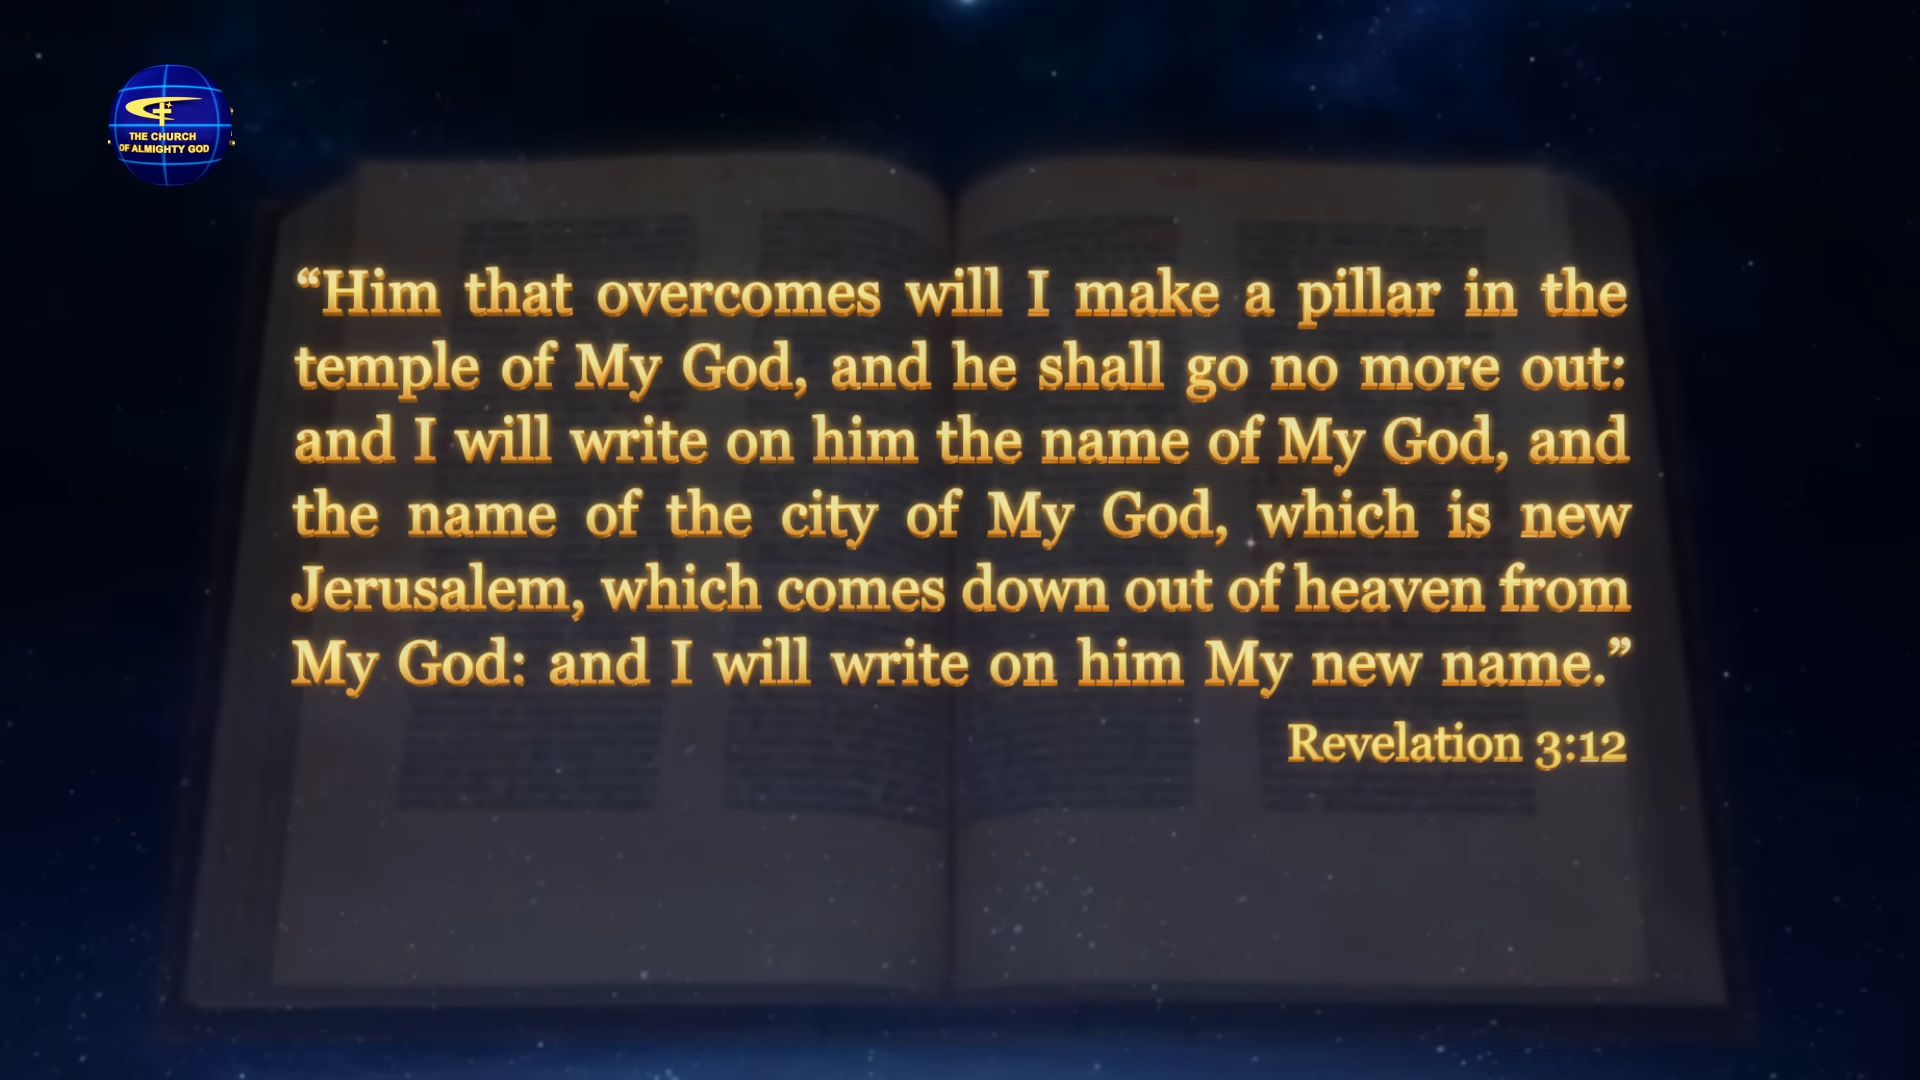 THE CHURCH
OF ALMIGHTY GOD
“Him that overcomes will I make a pillar in the
temple of My God, and he shall go no more out:
and I will write on him the name of My God, and
the name of the city of My God, which is new
Jerusalem, which comes down out of heaven from
My God: and I will write on him My new name.”
Revelation 3:12